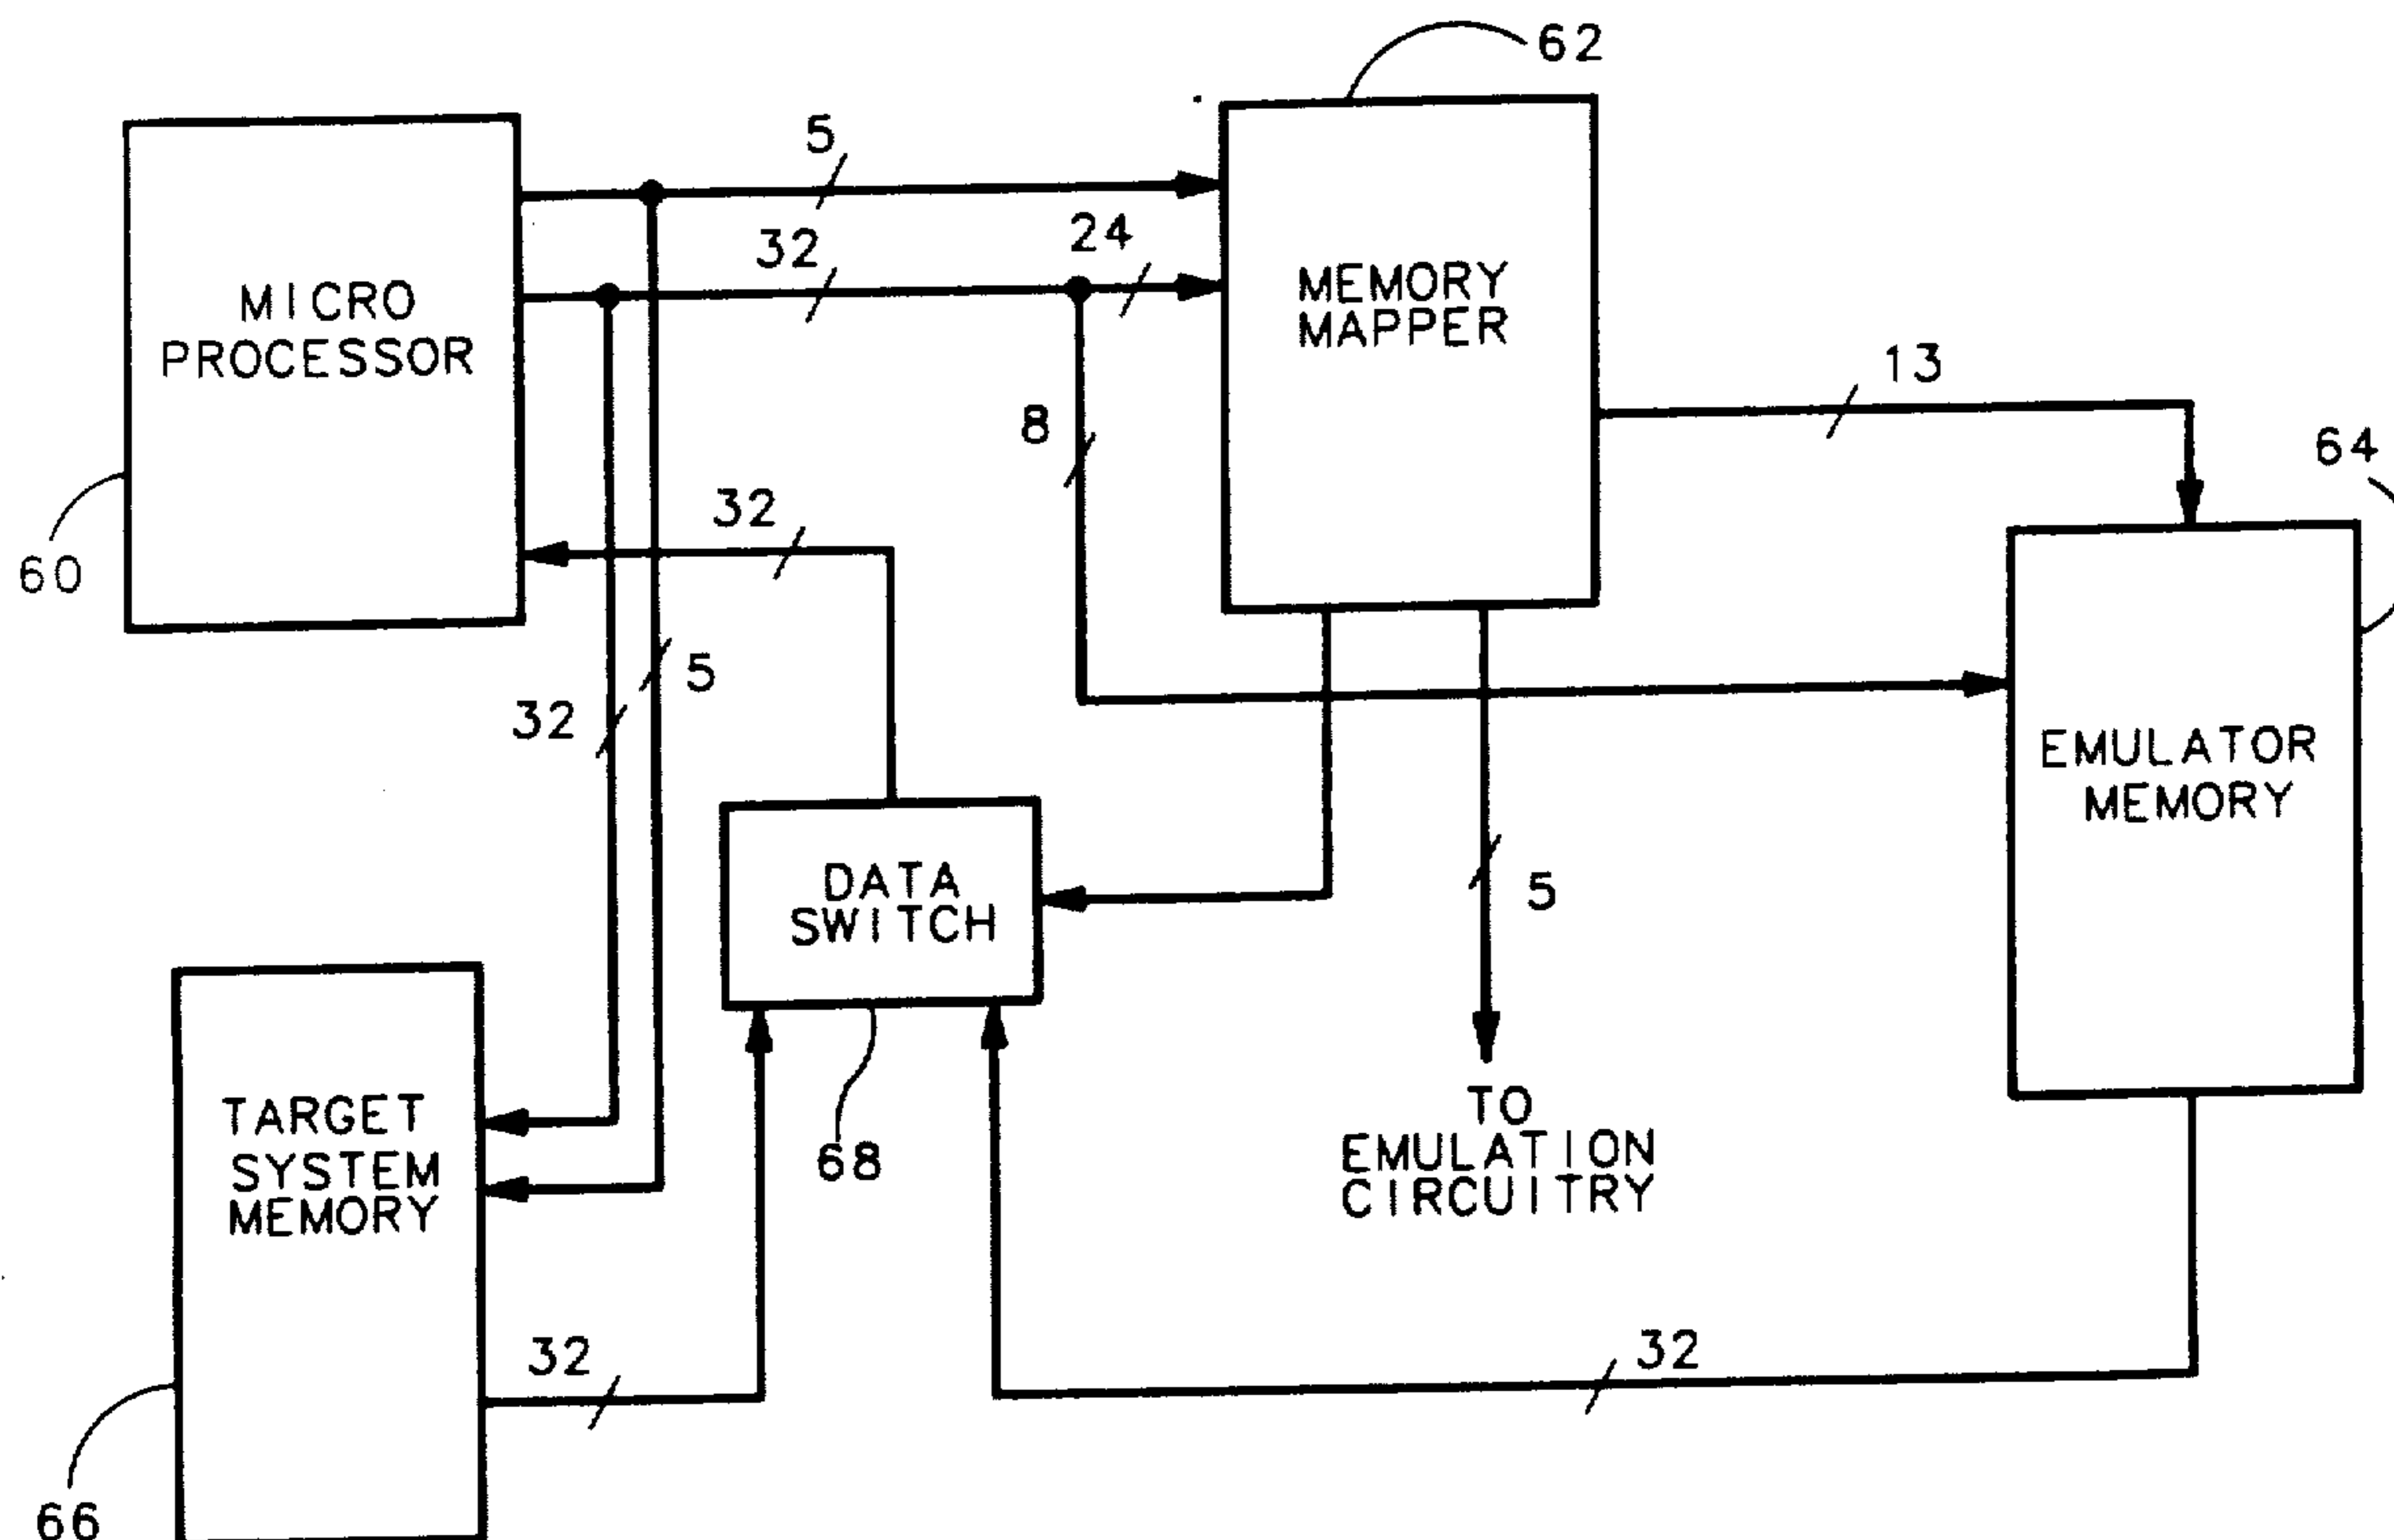 62
5
32
24
MICRO
PROCESSOR
MEMORY
MAPPER
13
8
64
32
60
5
32
EMULATOR
MEMORY
DATA
SWITCH
5
TO
EMULATION
CIRCUITRY
68
TARGET
SYSTEM
MEMORY
32
32
66